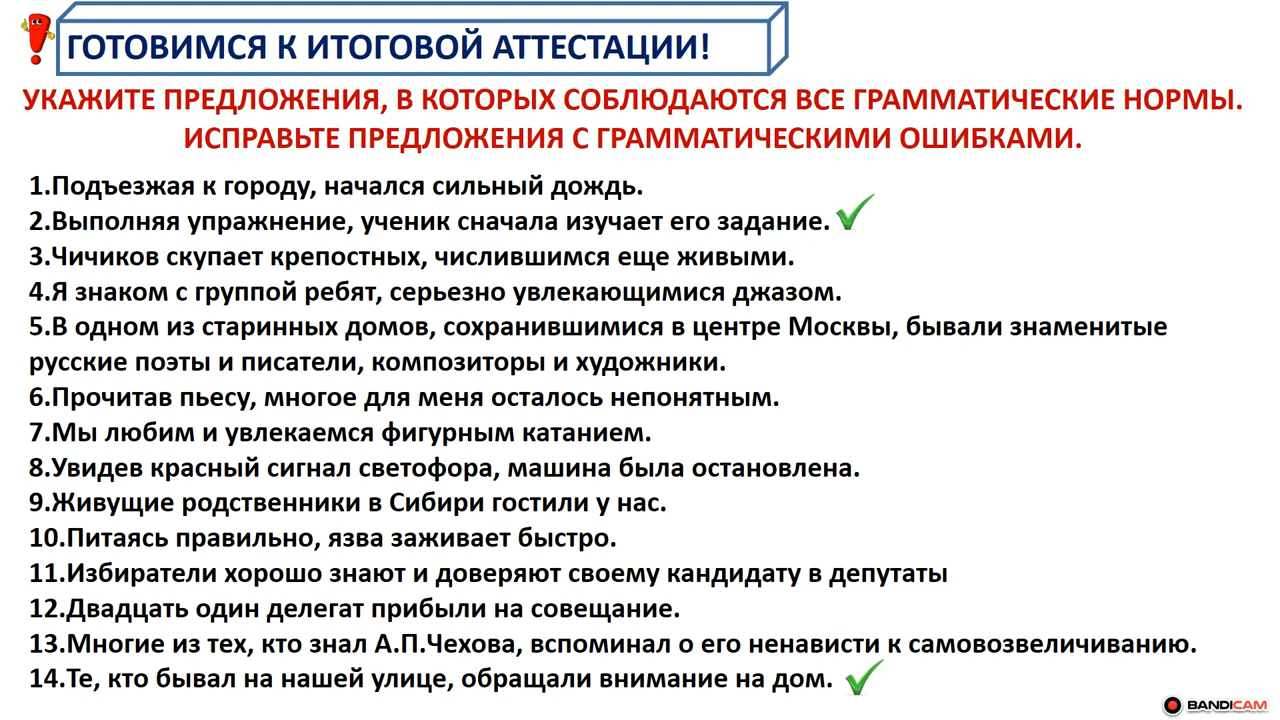 ГОТОВИМСЯ К ИТОГОВОЙ АТТЕСТАЦИИ!
УКАЖИТЕ ПРЕДЛОЖЕНИЯ, В КОТОРЫХ СОБЛЮДАЮТСЯ ВСЕ ГРАММАТИЧЕСКИЕ НОРМЫ.
ИСПРАВЬТЕ ПРЕДЛОЖЕНИЯ С ГРАММАТИЧЕСКИМИ ОШИБКАМИ.
1.Подъезжая к городу, начался сильный дождь.
2.Выполняя упражнение, ученик сначала изучает его задание.
3.Чичиков скупает крепостных, числившимся еще живыми.
4.Я знаком с группой ребят, серьезно увлекающимися джазом.
5.В одном из старинных домов, сохранившимися в центре Москвы, бывали знаменитые
русские поэты и писатели, композиторы и художники.
6.Прочитав пьесу, многое для меня осталось непонятным.
7.Мы любим и увлекаемся фигурным катанием.
8.Увидев красный сигнал светофора, машина была остановлена.
9.Живущие родственники в Сибири гостили у нас.
10.Питаясь правильно, язва заживает быстро.
11.Избиратели хорошо знают и доверяют своему кандидату в депутаты
12.Двадцать один делегат прибыли на совещание.
13.Многие из тех, кто знал А.П.Чехова, вспоминал о его ненависти к самовозвеличиванию.
14.Те, кто бывал на нашей улице, обращали внимание на дом.
BANDICAM